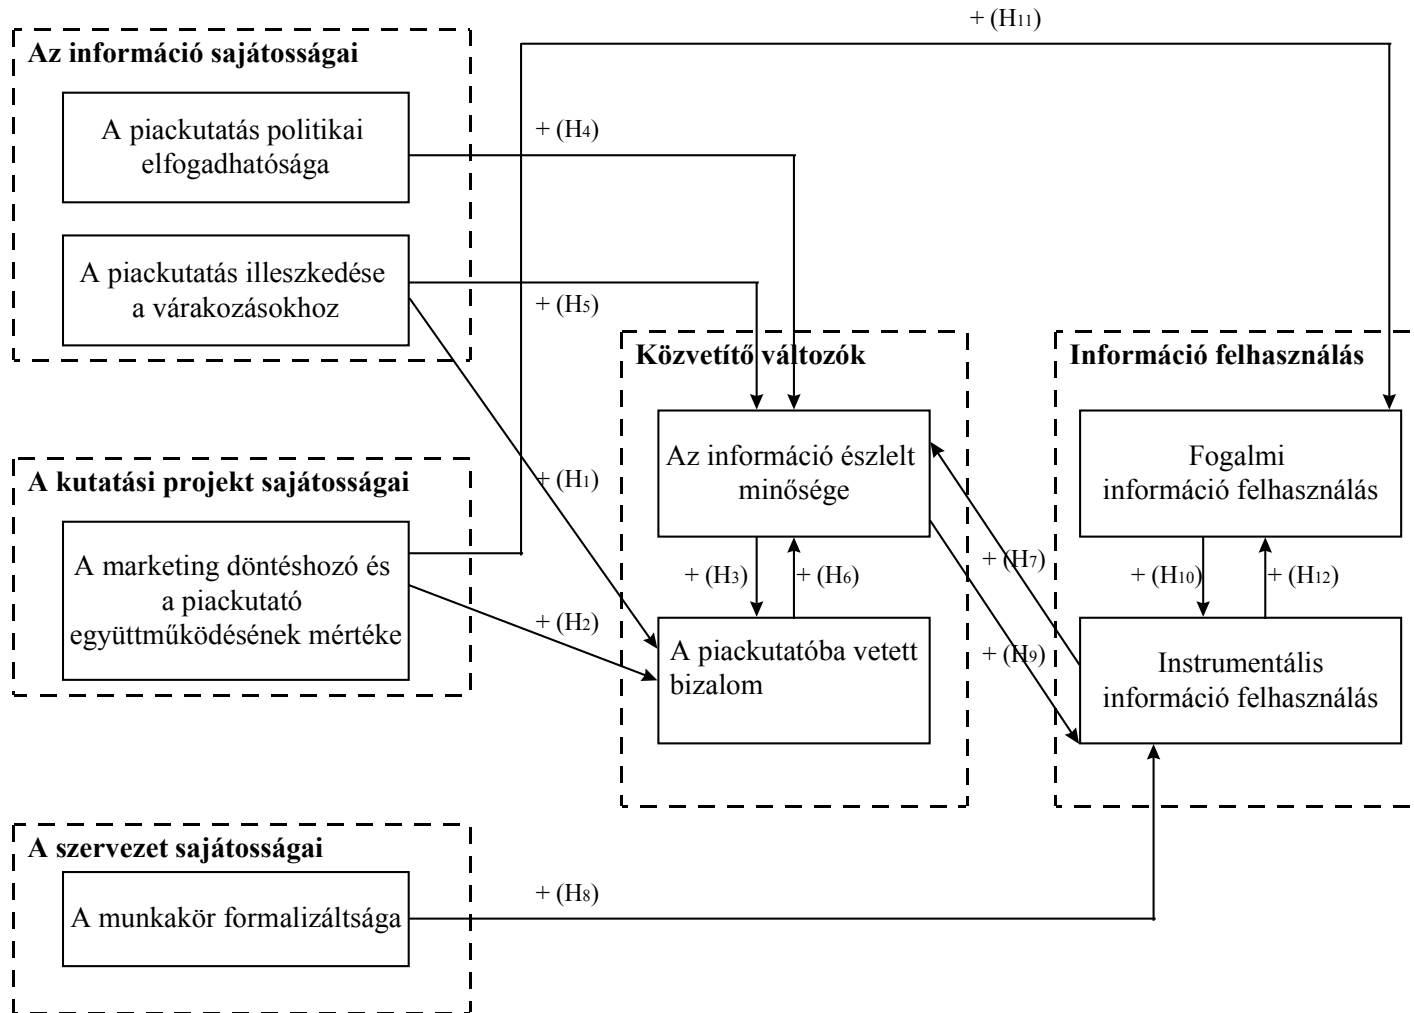 + (H11)
Az információ sajátosságai
A piackutatás politikai
elfogadhatósága
+ (H4)
A piackutatás illeszkedése
a várakozásokhoz
+ (H5)
Közvetítő változók
Információ felhasználás
Az információ észlelt
minősége
Fogalmi
információ felhasználás
A kutatási projekt sajátosságai
+ (H1)
A marketing döntéshozó és
a piackutató
együttműködésének mértéke
+ (H2)
+ (H3)
+ (H6)
+ (H7)
+ (H10)
+ (H12)
A piackutatóba vetett
bizalom
+ (H9)
Instrumentális
információ felhasználás
A szervezet sajátosságai
A munkakör formalizáltsága
+ (H8)